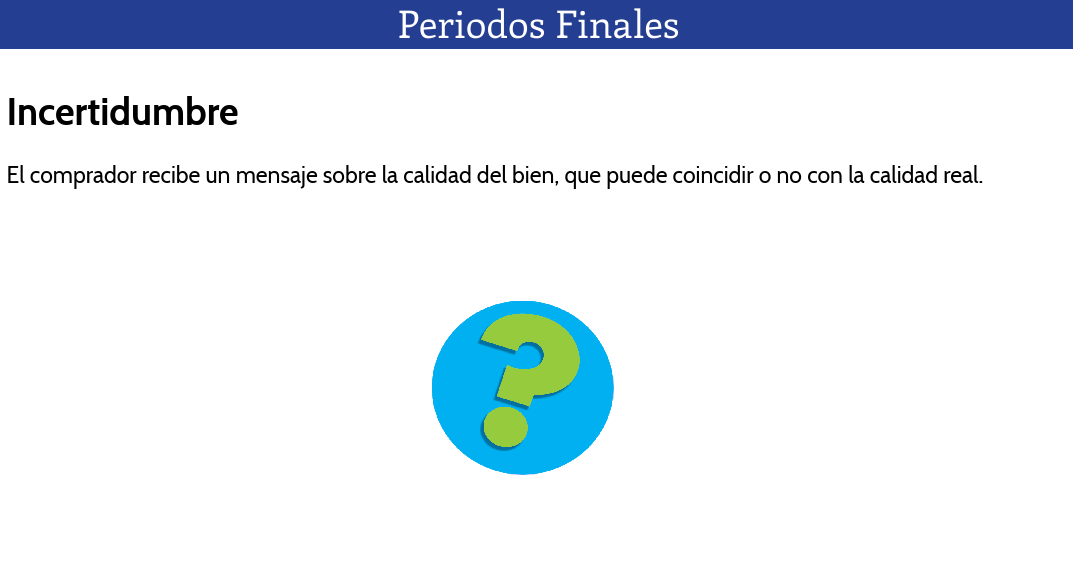 Periodos Finales
Incertidumbre
El comprador recibe un mensaje sobre la calidad del bien, que puede coincidir o no con la calidad real.
?